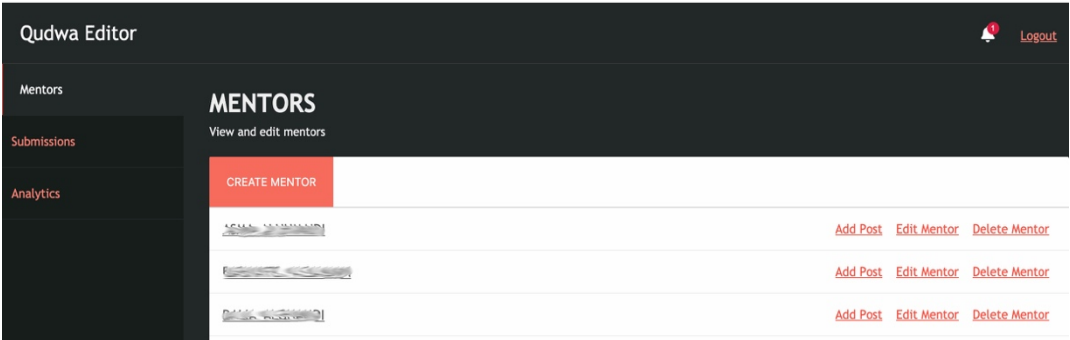 Qudwa Editor
1
Logout
Mentors
Submissions
Analytics
MENTORS
View and edit mentors
CREATE MENTOR
Add Post Edit Mentor Delete Mentor
Add Post Edit Mentor Delete Mentor
Add Post Edit Mentor Delete Mentor